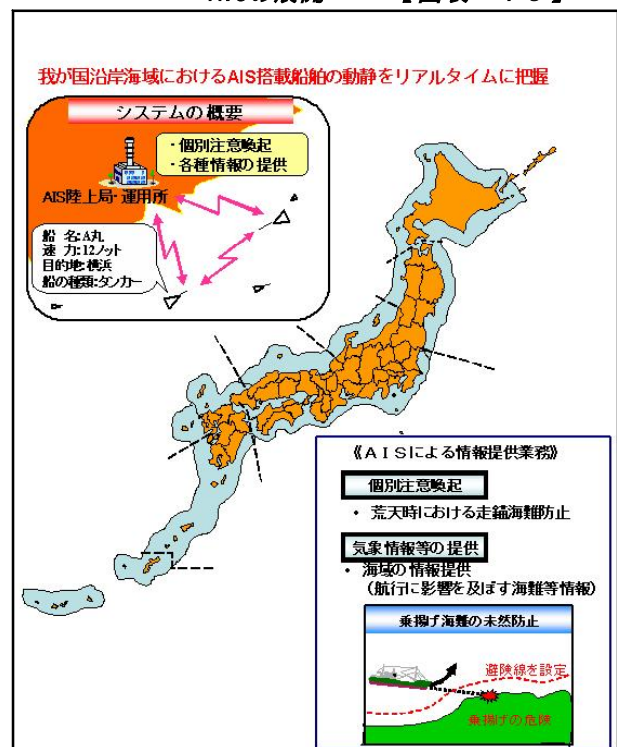 我が国沿岸海域におけるAIS搭載船舶の動静をリアルタイムに把握
システムの概要
・個別注意喚起
・各種情報の提供
AIS陸上局・運用所
船 名:A丸
速 力:12ノット
目的地:横浜
船の種類:タンカー
《ＡＩＳによる情報提供業務》
個別注意喚起
・ 荒天時における走錨海難防止
気象情報等の提供
・ 海域の情報提供
（航行に影響を及ぼす海難等情報）
乗揚げ海難の未然防止
避険線を設定
乗揚げの危険